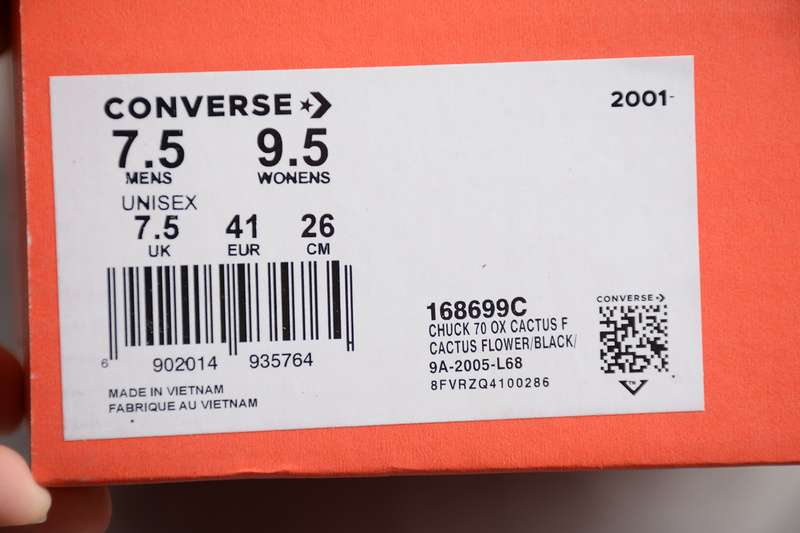 CONVERSE
2001-
7.5 9.5
MENS WONENS
UNISEX
7.5 41 26
UK EUR CM
6 902014 935764
MADE IN VIETNAM
FABRIQUE AU VIETNAM
168699C
CHUCK 70 OX CACTUS F
CACTUS FLOWER/BLACK/
9A-2005-L68
8FVRZQ4100286
CONVERSE
TM